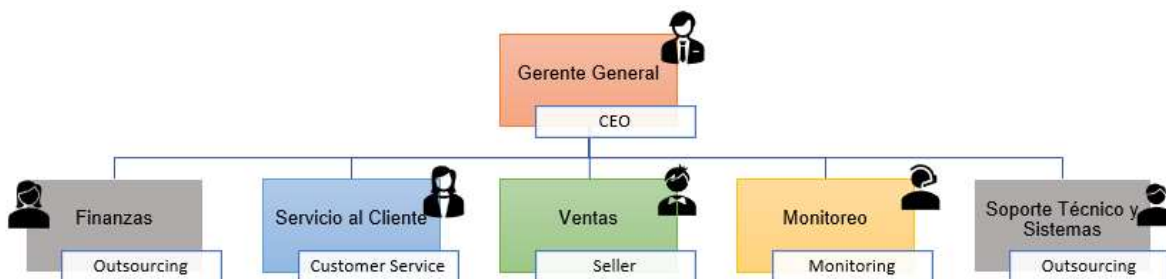 Gerente General
CEO
Finanzas
Outsourcing
Servicio al Cliente
Customer Service
Ventas
Seller
Monitoreo
Monitoring
Soporte Técnico y
Sistemas
Outsourcing